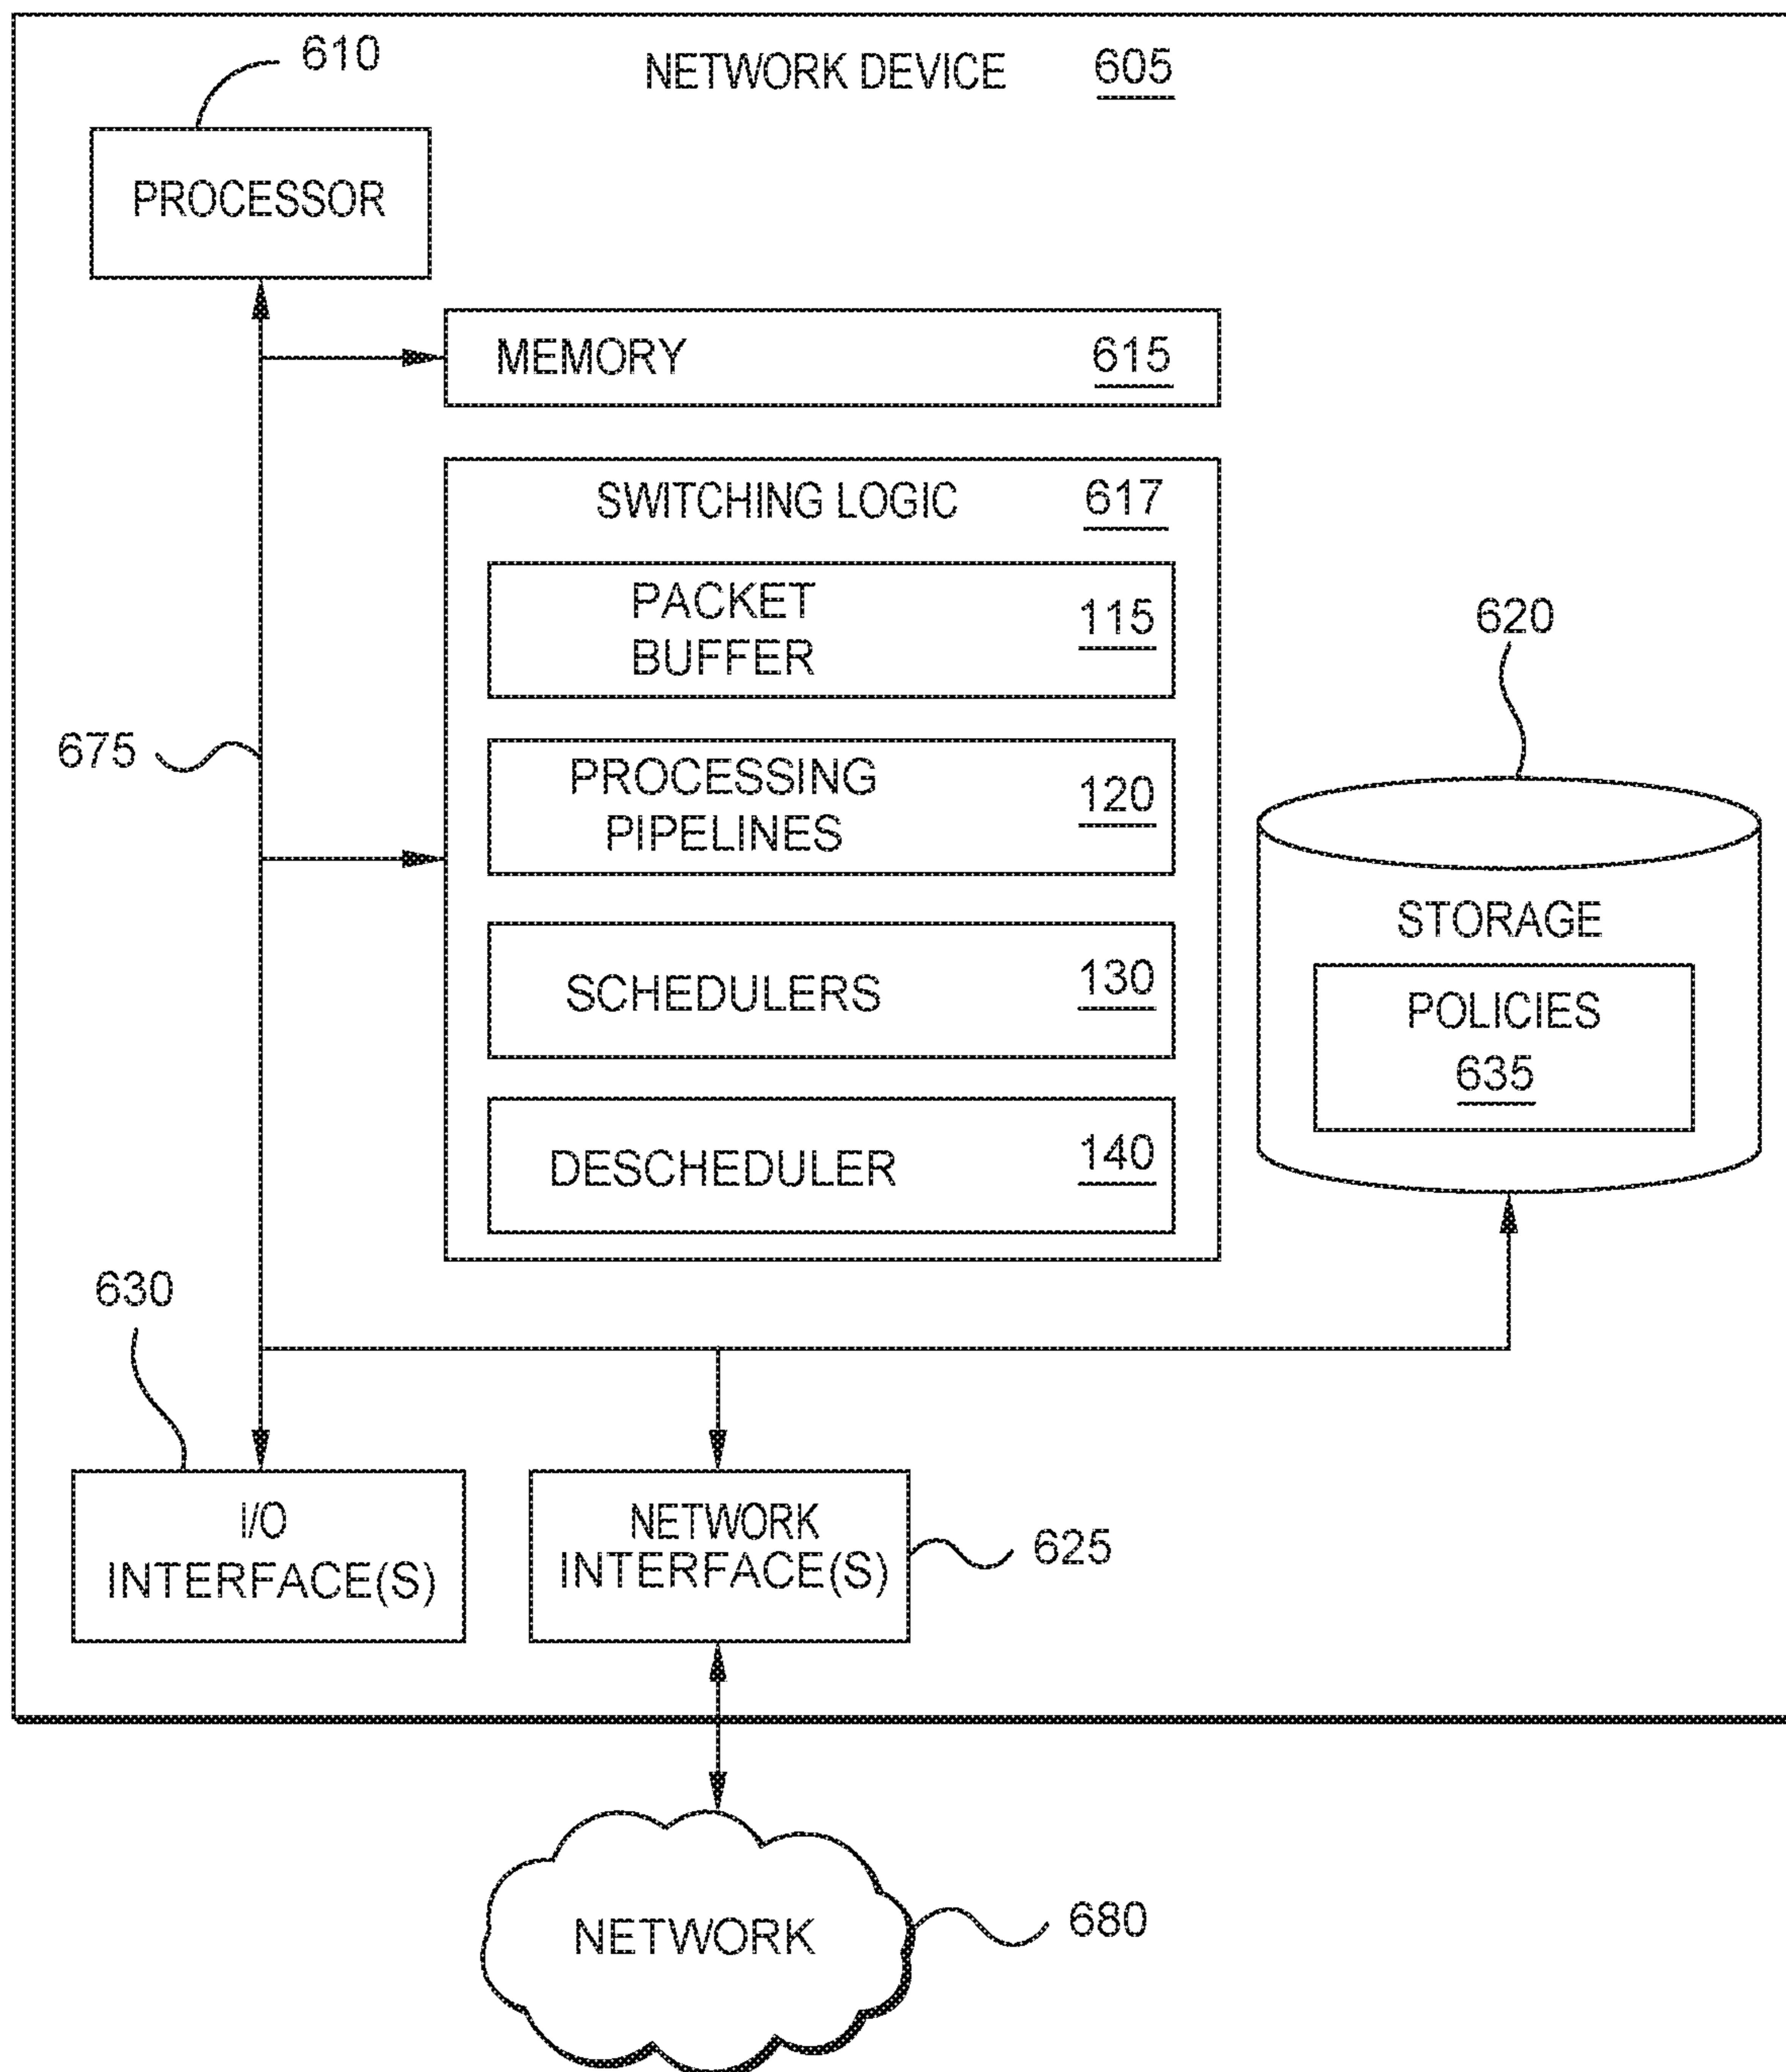 610
NETWORK DEVICE 605
PROCESSOR
MEMORY 615
SWITCHING LOGIC 617
PACKET
BUFFER
115
620
675
PROCESSING
PIPELINES
120
STORAGE
SCHEDULERS 130
POLICIES
635
DESCHEDULER 140
630
I/O
INTERFACE(S)
NETWORK
INTERFACE(S)
625
NETWORK
680